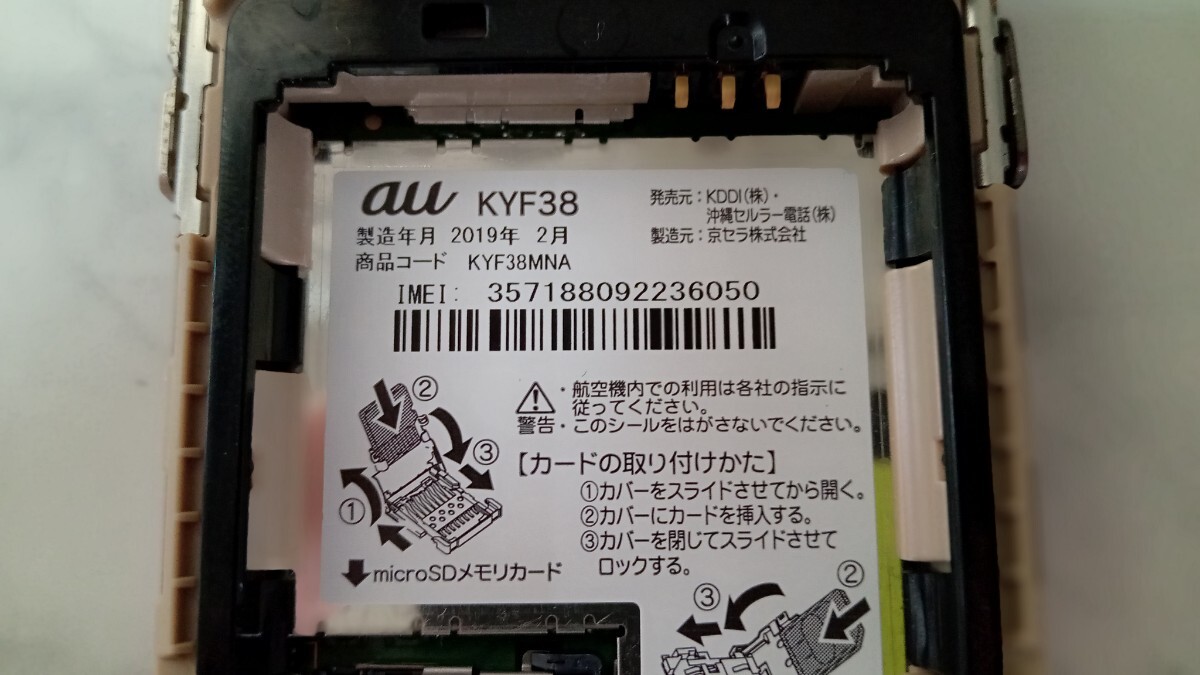 au KYF38
製造年月 2019年 2月
商品コード KYF38MNA
発売元：KDDI(株)・
沖縄セルラー電話(株)
製造元：京セラ株式会社
IMEI: 357188092236050
・航空機内での利用は各社の指示に
従ってください。
警告・このシールをはがさないでください。
【カードの取り付けかた】
①カバーをスライドさせてから開く。
②カバーにカードを挿入する。
③カバーを閉じてスライドさせて
ロックする。
②
③
①
microSDメモリカード
②
③